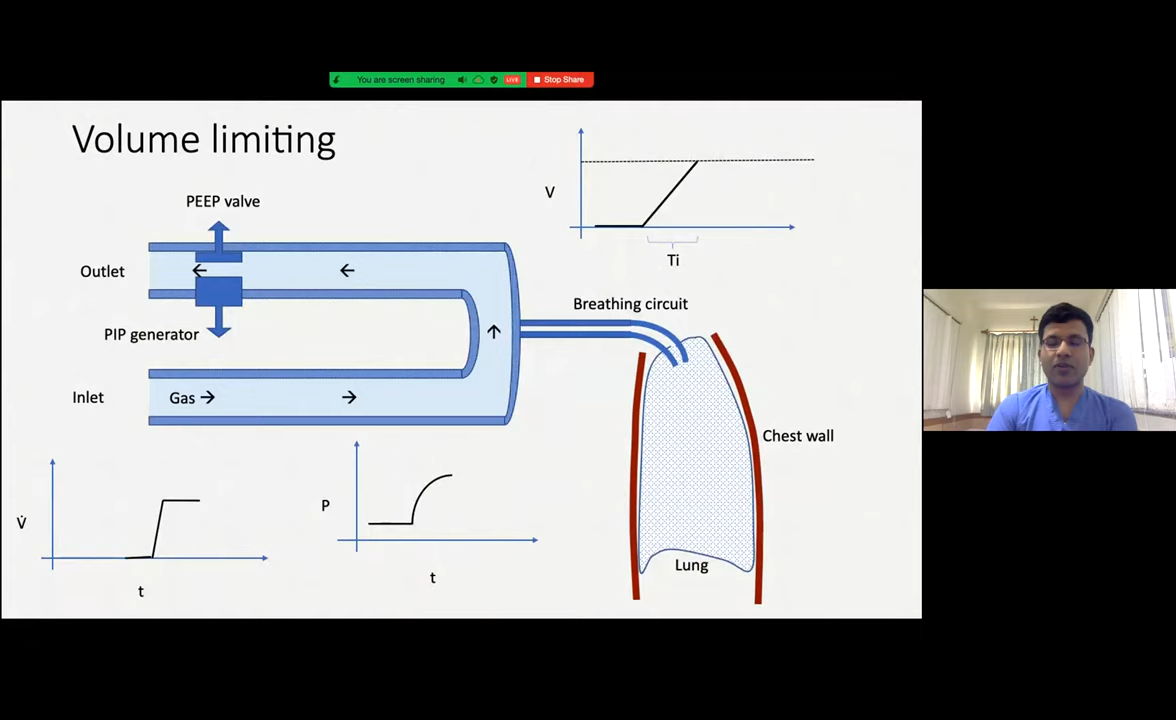 You are screen sharing
LIVE
Stop Share
Volume limiting
V
Ti
PEEP valve
Outlet
PIP generator
Breathing circuit
Inlet
Gas
Chest wall
V̇
t
P
t
Lung